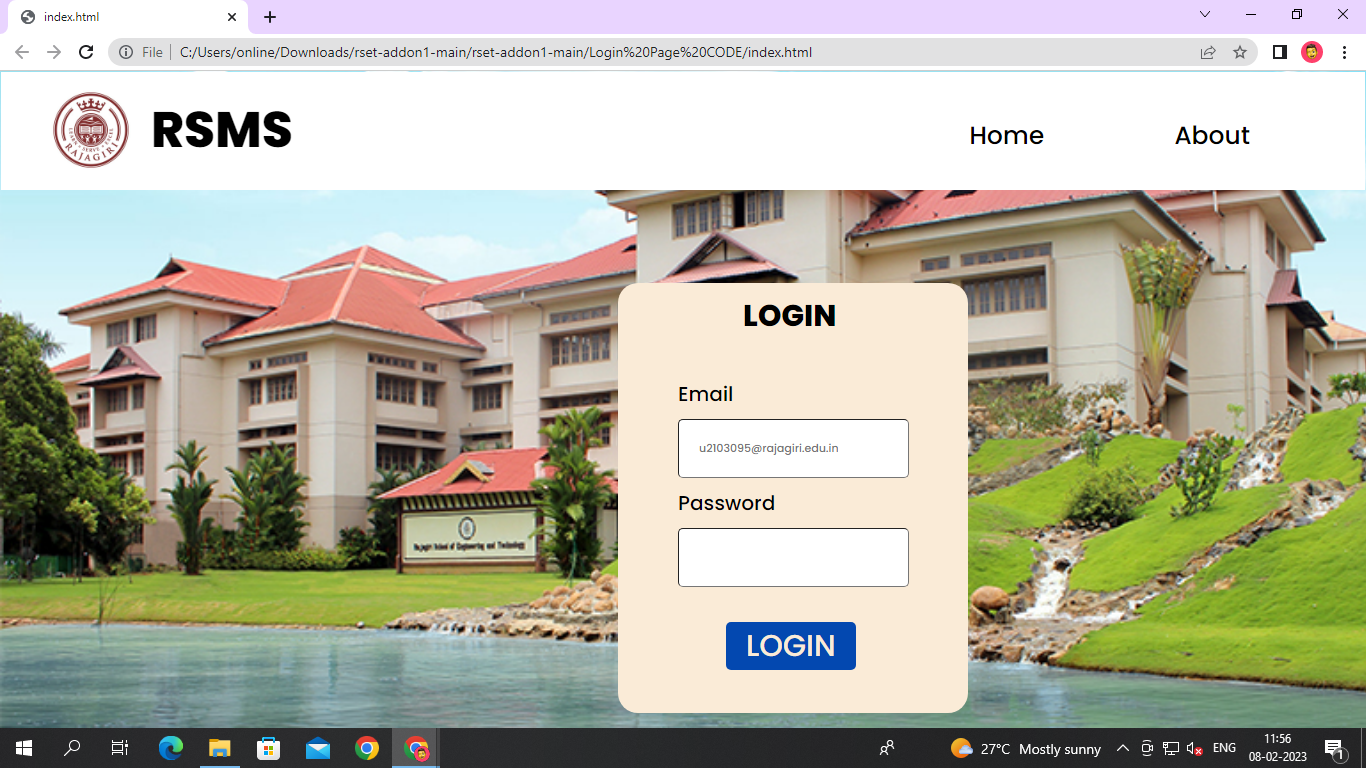 index.html
File
C:/Users/online/Downloads/rset-addon1-main/rset-addon1-main/Login%20Page%20CODE/index.html
RAJAGIRI
RSMS
Home
About
Rajagiri School of Engineering and Technology
LOGIN
Email
u2103095@rajagiri.edu.in
Password
LOGIN
27°C Mostly sunny
ENG
11:56
08-02-2023
1